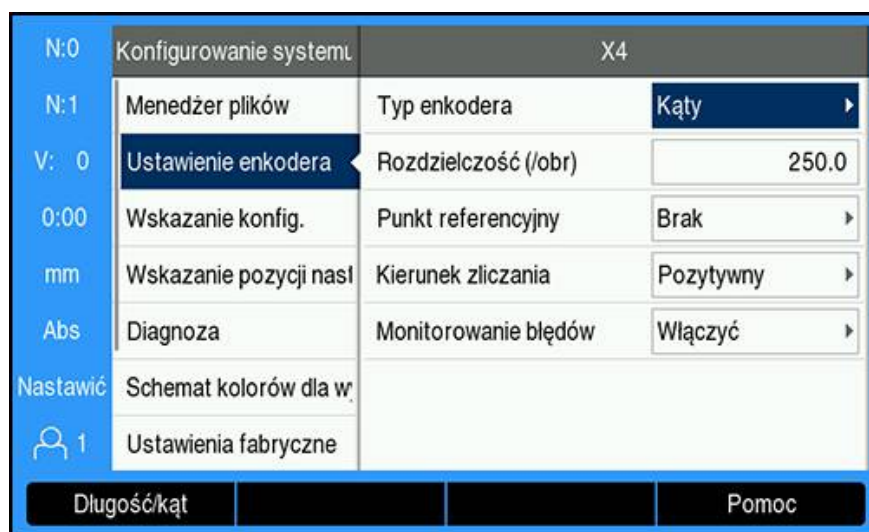 N:0
Konfigurowanie systemu
X4
N:1
Menedżer plików
Typ enkodera
Kąty
V: 0
Ustawienie enkodera
Rozdzielczość (/obr)
250.0
0:00
Wskazanie konfig.
Punkt referencyjny
Brak
mm
Wskazanie pozycji nast
Kierunek zliczania
Pozytywny
Abs
Diagnoza
Monitorowanie błędów
Włączyć
Nastawić
Schemat kolorów dla wy
1
Ustawienia fabryczne
Długość/kąt
Pomoc